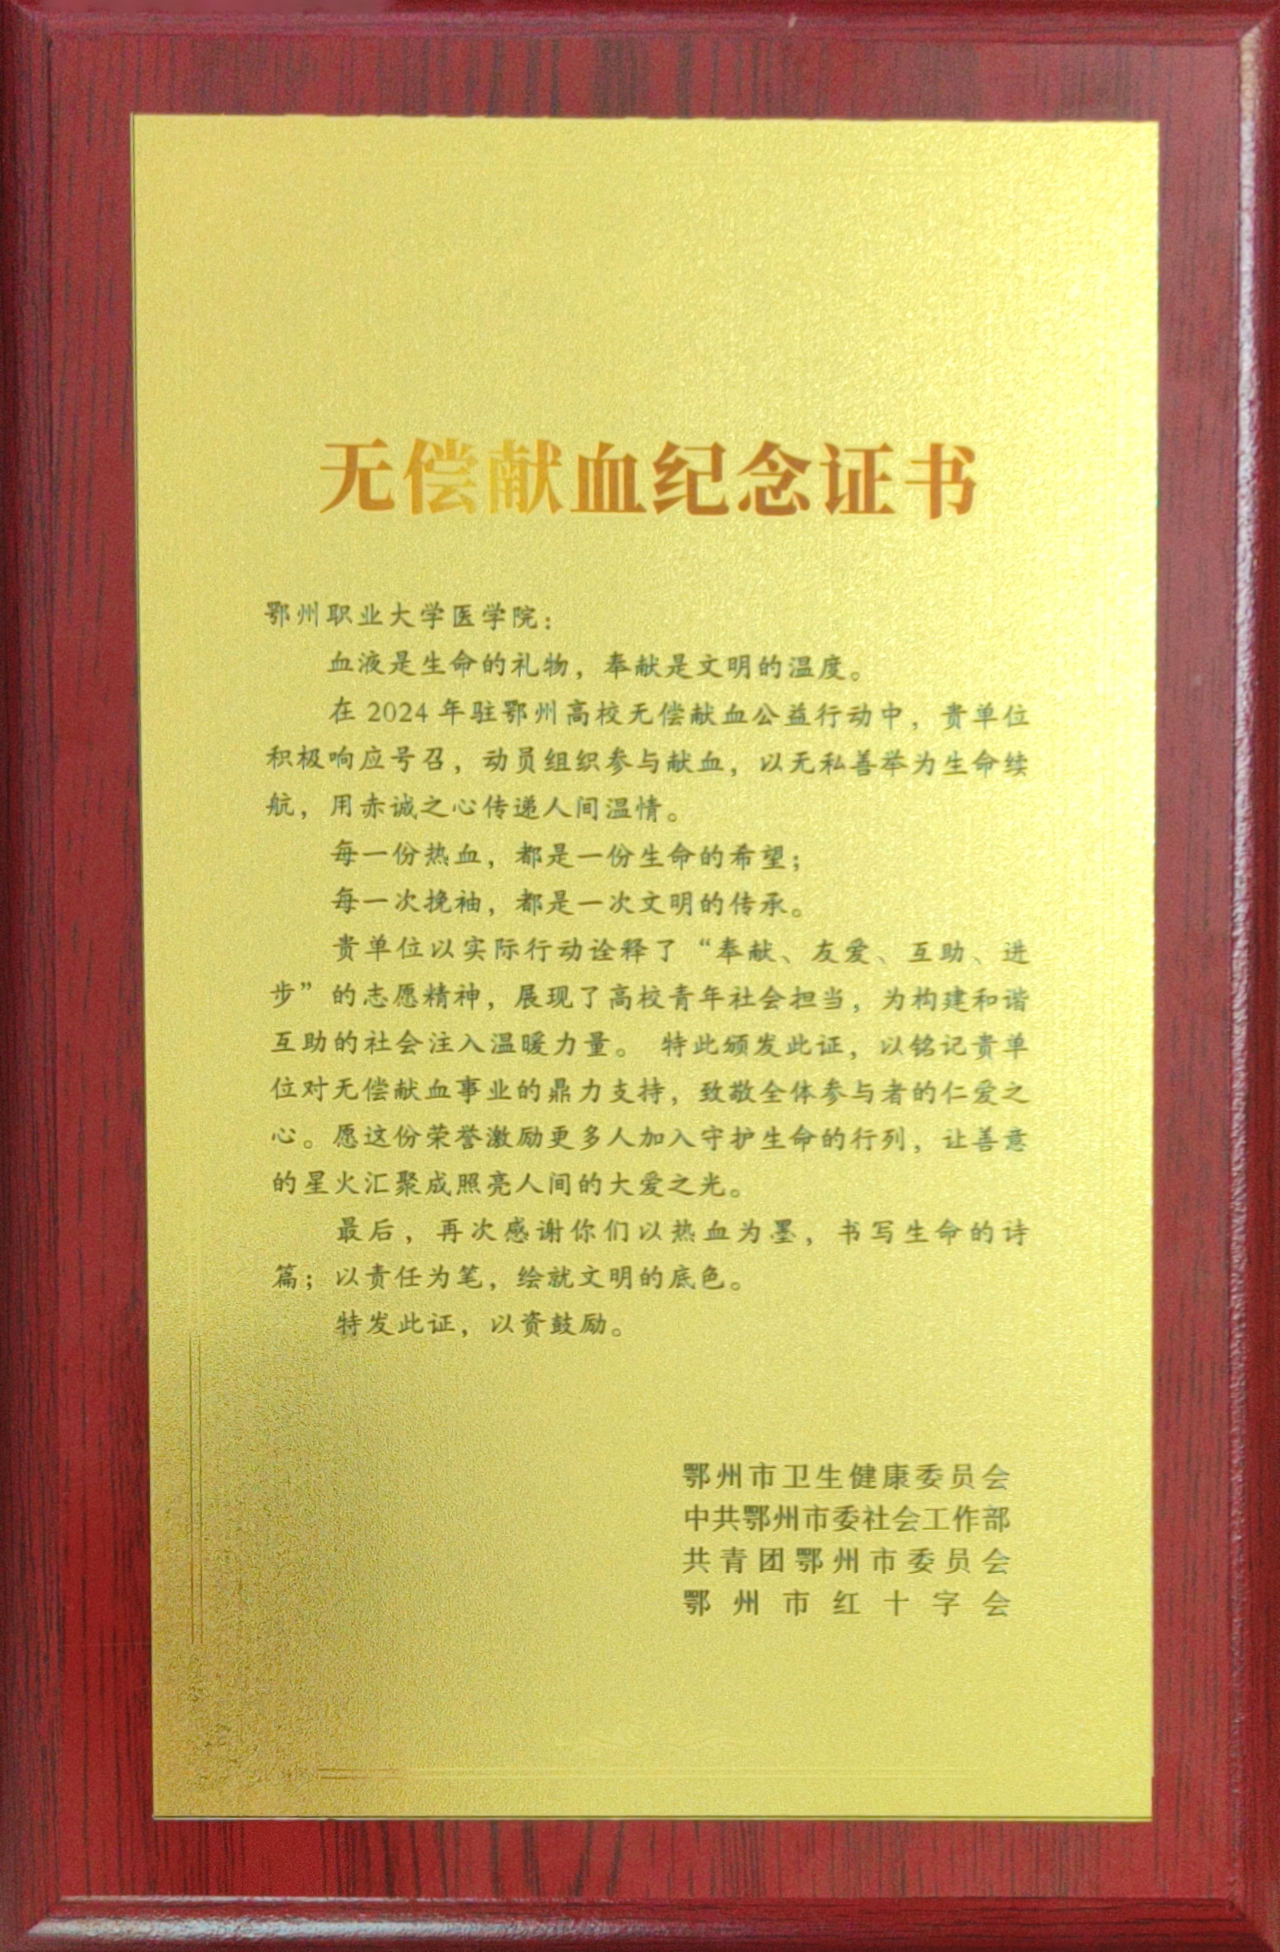 无偿献血纪念证书
鄂州职业大学医学院：
血液是生命的礼物，奉献是文明的温度。
在 2024 年驻鄂州高校无偿献血公益行动中，贵单位
积极响应号召，动员组织参与献血，以无私善举为生命续
航，用赤诚之心传递人间温情。
每一份热血，都是一份生命的希望；
每一次挽袖，都是一次文明的传承。
贵单位以实际行动诠释了“奉献、友爱、互助、进
步”的志愿精神，展现了高校青年社会担当，为构建和谐
互助的社会注入温暖力量。 特此颁发此证，以铭记贵单
位对无偿献血事业的鼎力支持，致敬全体参与者的仁爱之
心。愿这份荣誉激励更多人加入守护生命的行列，让善意
的星火汇聚成照亮人间的大爱之光。
最后，再次感谢你们以热血为墨，书写生命的诗
篇；以责任为笔，绘就文明的底色。
特发此证，以资鼓励。
鄂州市卫生健康委员会
中共鄂州市委社会工作部
共青团鄂州市委员会
鄂州市红十字会